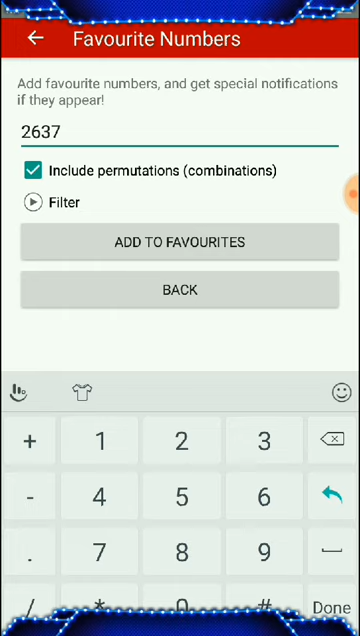 Favourite Numbers
Add favourite numbers, and get special notifications
if they appear!
2637
Include permutations (combinations)
Filter
ADD TO FAVOURITES
BACK
+ 1 2 3
- 4 5 6
. 7 8 9
/ * 0 # Done